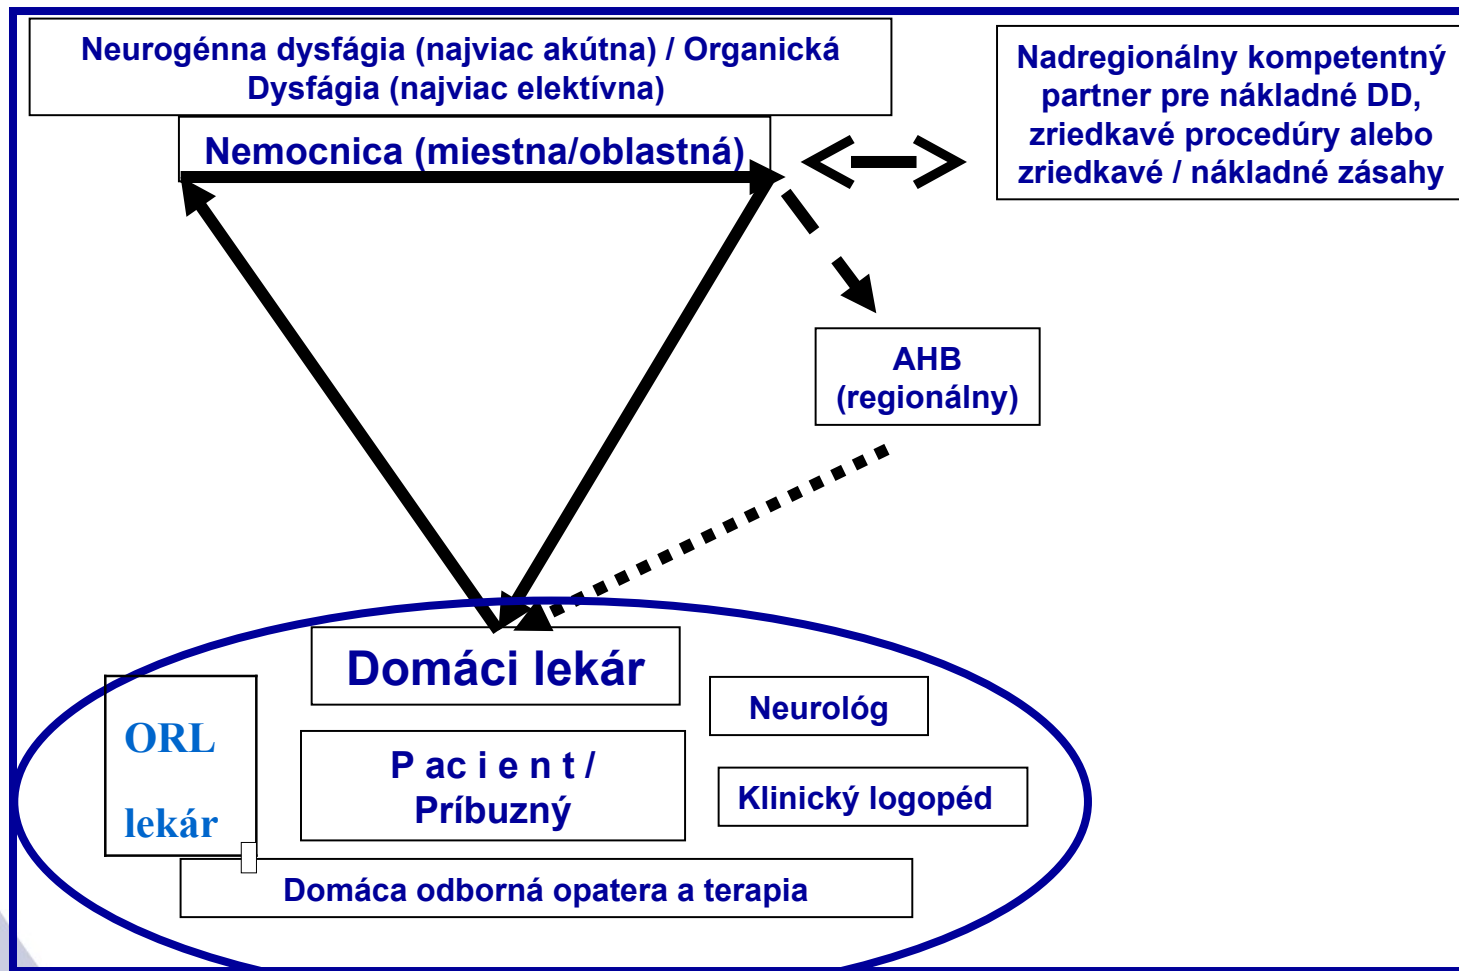 Neurogénna dysfágia (najviac akútna) / Organická
Dysfágia (najviac elektívna)
Nemocnica (miestna/oblastná)
Nadregionálny kompetentný
partner pre nákladné DD,
zriedkavé procedúry alebo
zriedkavé / nákladné zásahy
AHB
(regionálny)
Domáci lekár
Neurológ
ORL
lekár
P ac i e n t /
Príbuzný
Klinický logopéd
Domáca odborná opatera a terapia